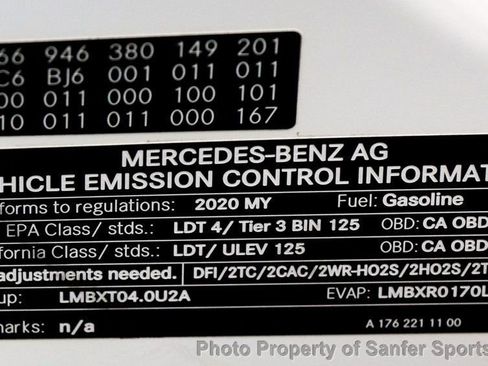 66 946 380 149 201
C6 BJ6 001 011 011
00 011 000 100 101
10 011 011 000 167
MERCEDES-BENZ AG
HICLE EMISSION CONTROL INFORMAT
forms to regulations: 2020 MY Fuel: Gasoline
EPA Class/ stds.: LDT 4/ Tier 3 BIN 125 OBD: CA OBD
ifornia Class/ stds.: LDT/ ULEV 125 OBD: CA OBD
adjustments needed. DFI/2TC/2CAC/2WR-HO2S/2HO2S/2T
up: LMBXT04.0U2A EVAP: LMBXR0170L
marks: n/a A 176 221 11 00
Photo Property of Sanfer Sports